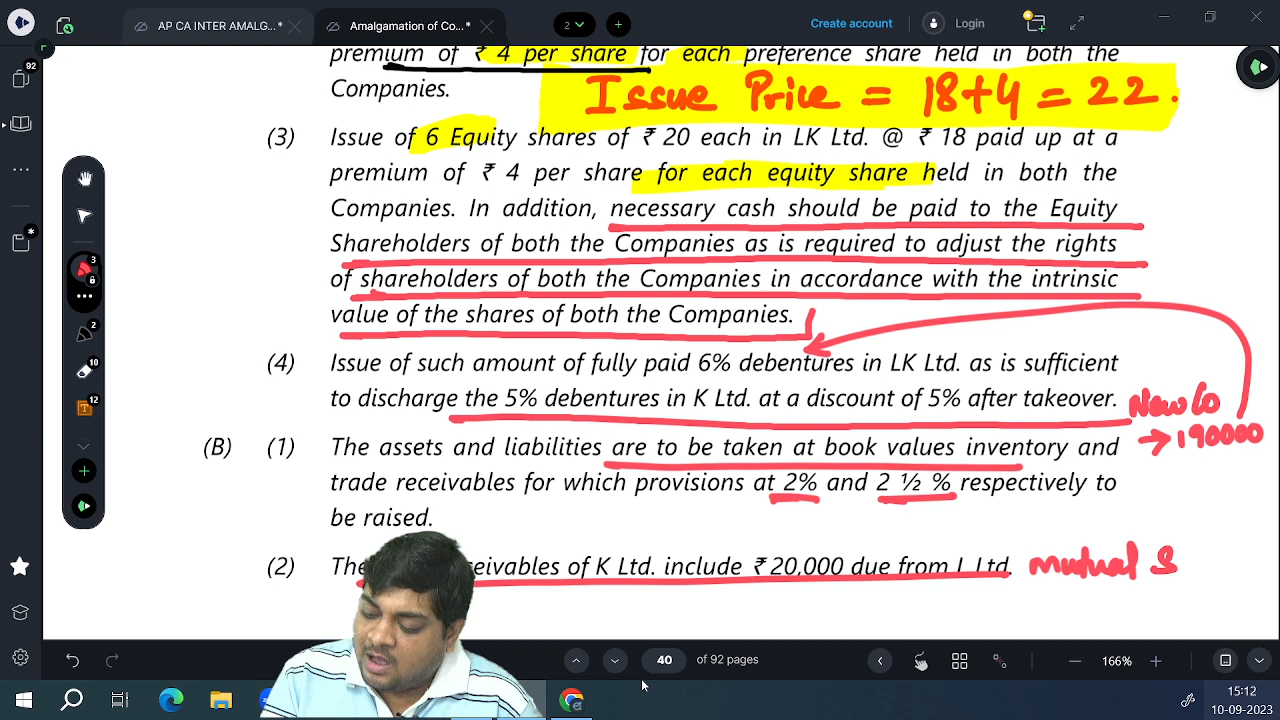 AP CA INTER AMALG...
Amalgamation of Co...
2
Create account
Login
92
premium of ₹ 4 per share for each preference share held in both the
Companies.
Issue Price = 18+4 = 22.
(3) Issue of 6 Equity shares of ₹ 20 each in LK Ltd. @ ₹ 18 paid up at a
premium of ₹ 4 per share for each equity share held in both the
Companies. In addition, necessary cash should be paid to the Equity
Shareholders of both the Companies as is required to adjust the rights
of shareholders of both the Companies in accordance with the intrinsic
value of the shares of both the Companies.
(4) Issue of such amount of fully paid 6% debentures in LK Ltd. as is sufficient
to discharge the 5% debentures in K Ltd. at a discount of 5% after takeover.
New Co
→ 190000
(B) (1) The assets and liabilities are to be taken at book values inventory and
trade receivables for which provisions at 2% and 2 ½ % respectively to
be raised.
(2) The receivables of K Ltd. include ₹ 20,000 due from L Ltd. mutual
3
2
10
12
40 of 92 pages
166%
15:12
10-09-2023